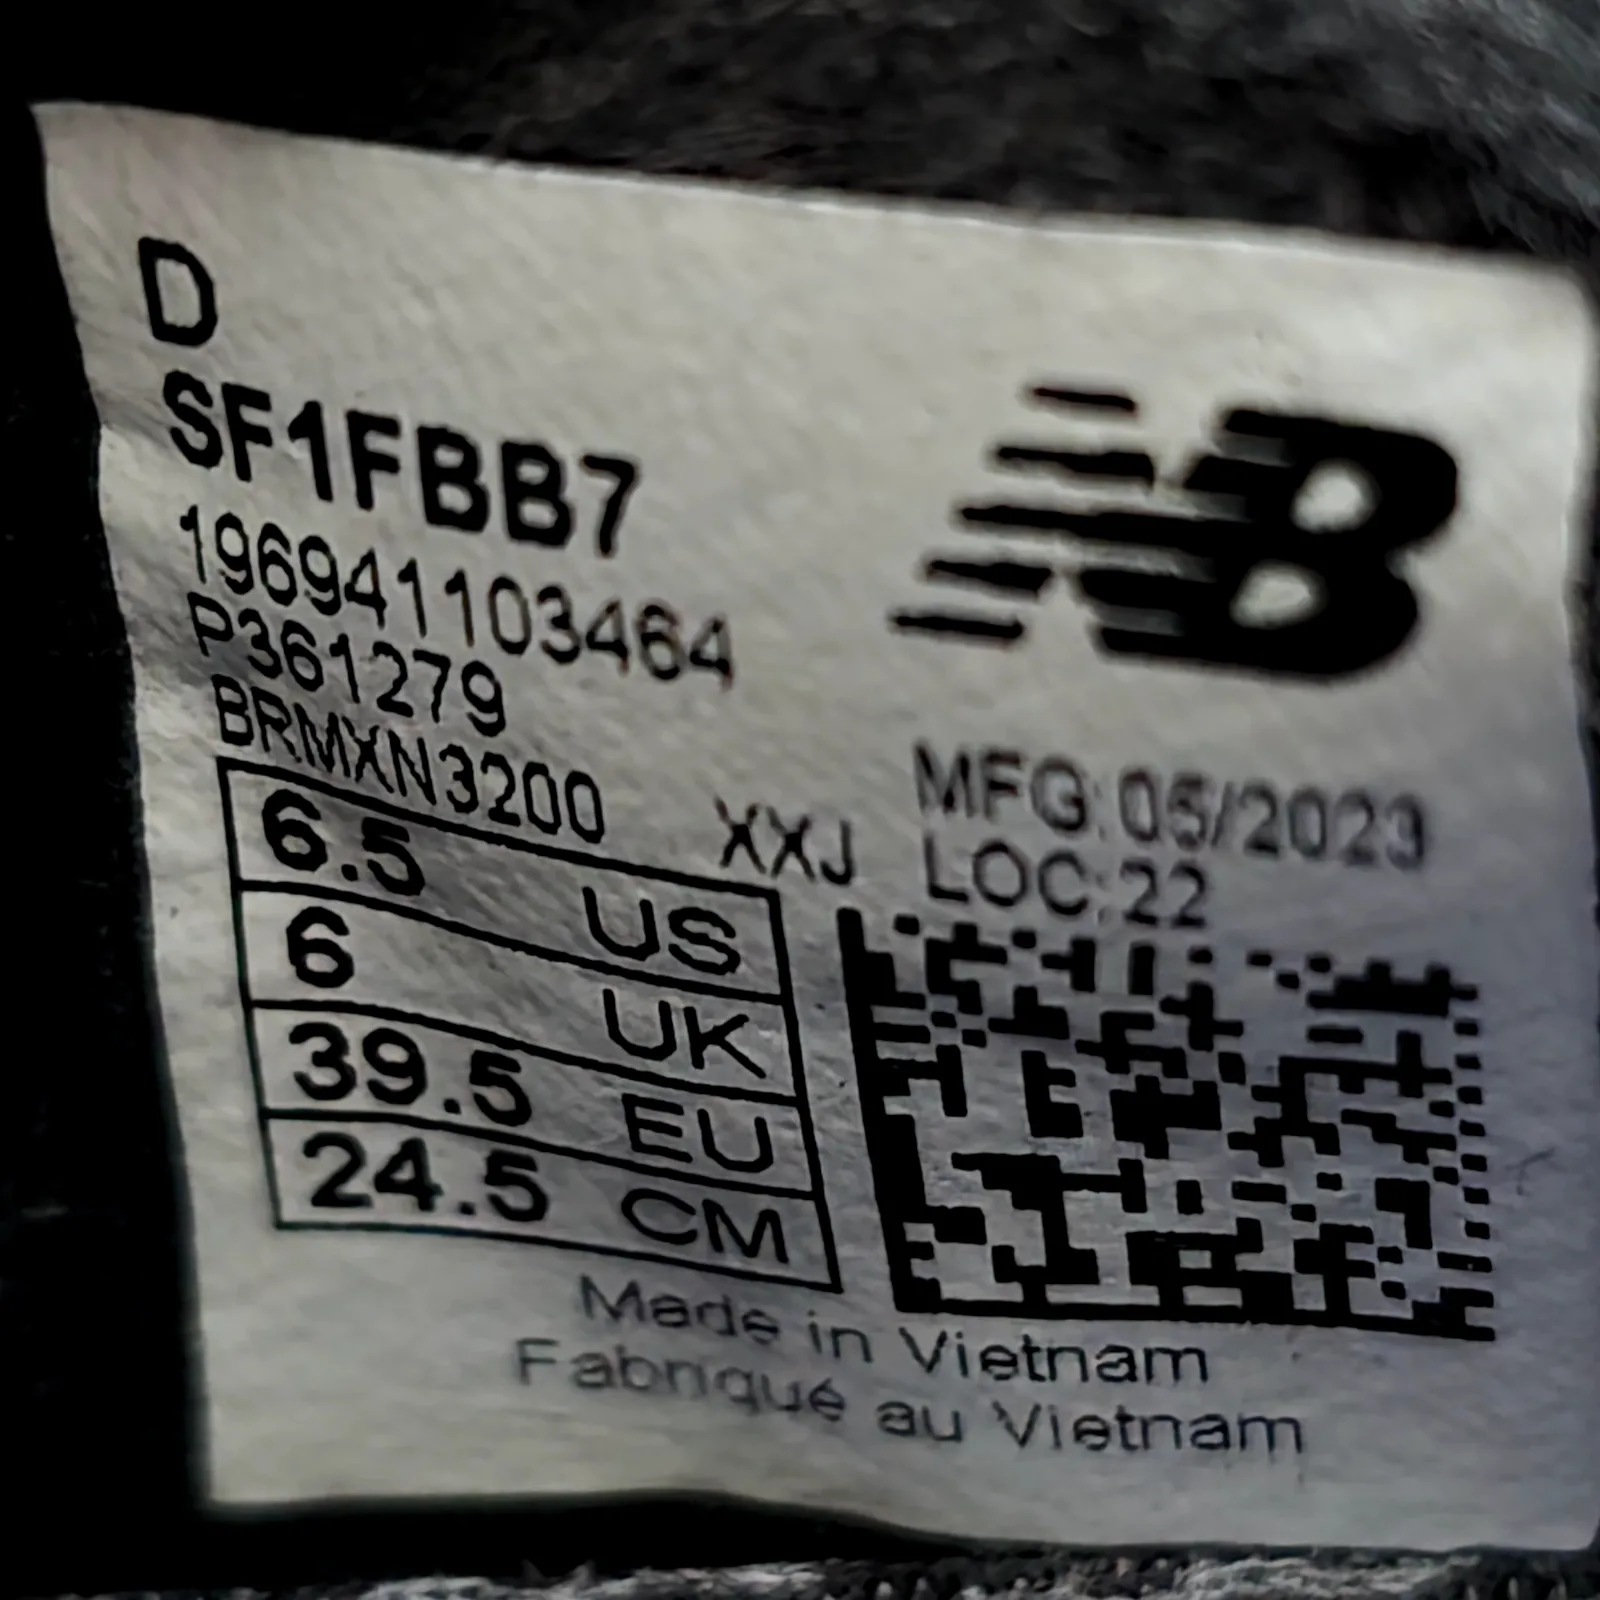 D
SF1FBB7
196941103464
P361279
BRMXN3200
XXJ
MFG:05/2023
LOC:22
6.5 US
6 UK
39.5 EU
24.5 CM
Made in Vietnam
Fabriqué au Vietnam